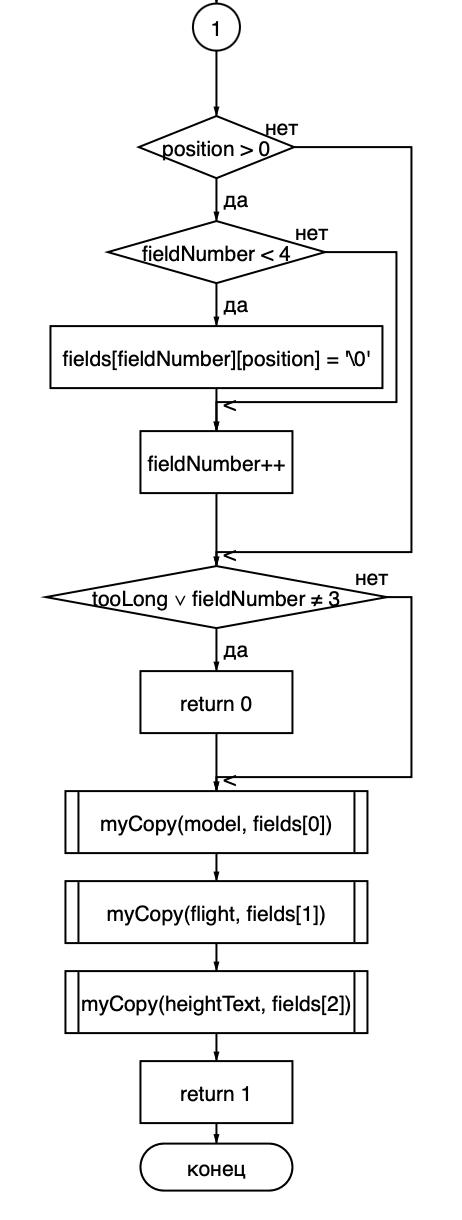 1
нет
position > 0
да
нет
fieldNumber < 4
да
fields[fieldNumber][position] = '\0'
fieldNumber++
нет
tooLong ∨ fieldNumber ≠ 3
да
return 0
myCopy(model, fields[0])
myCopy(flight, fields[1])
myCopy(heightText, fields[2])
return 1
конец